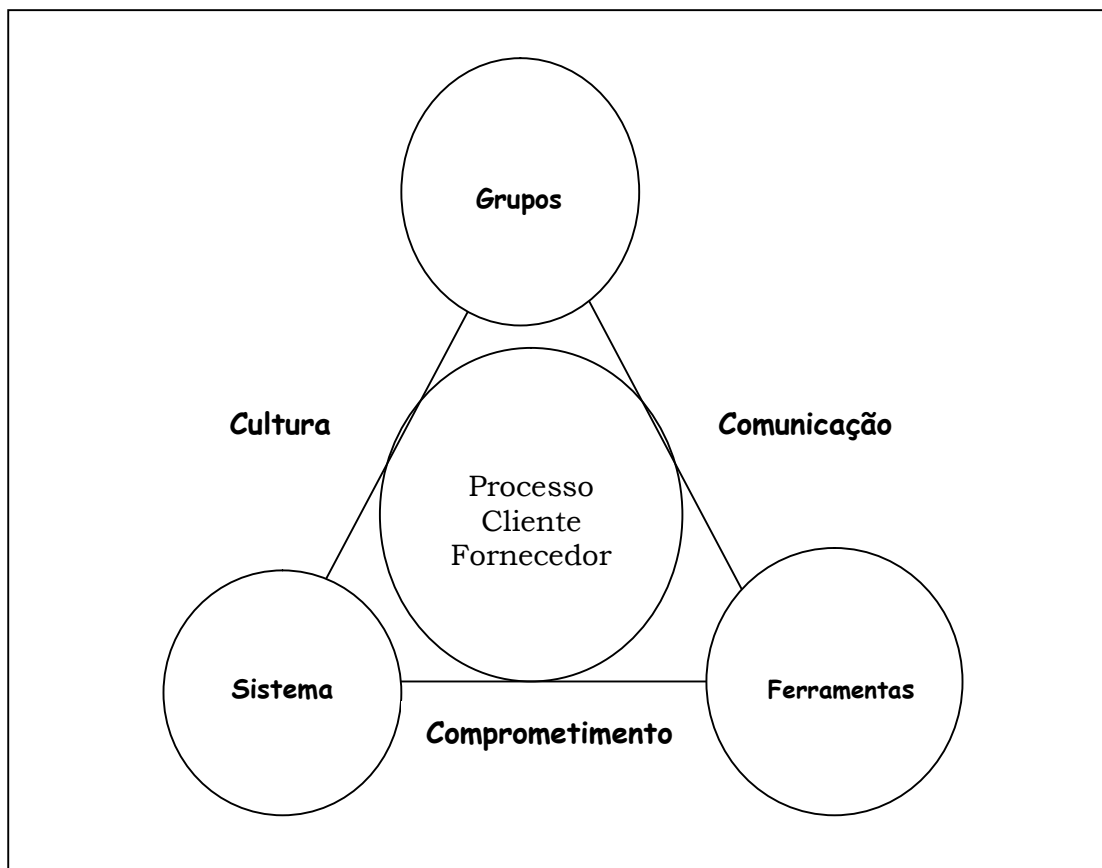 Grupos
Cultura
Comunicação
Processo
Cliente
Fornecedor
Sistema
Ferramentas
Comprometimento